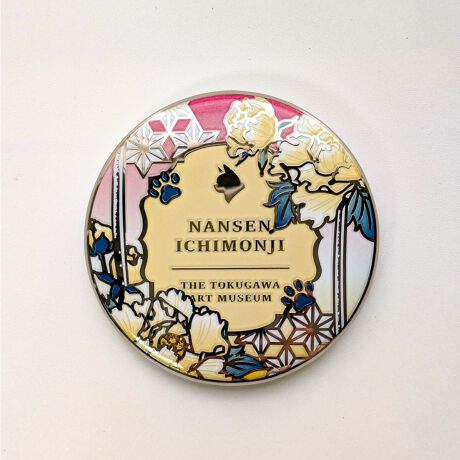 NANSEN
ICHIMONJI
THE TOKUGAWA
ART MUSEUM